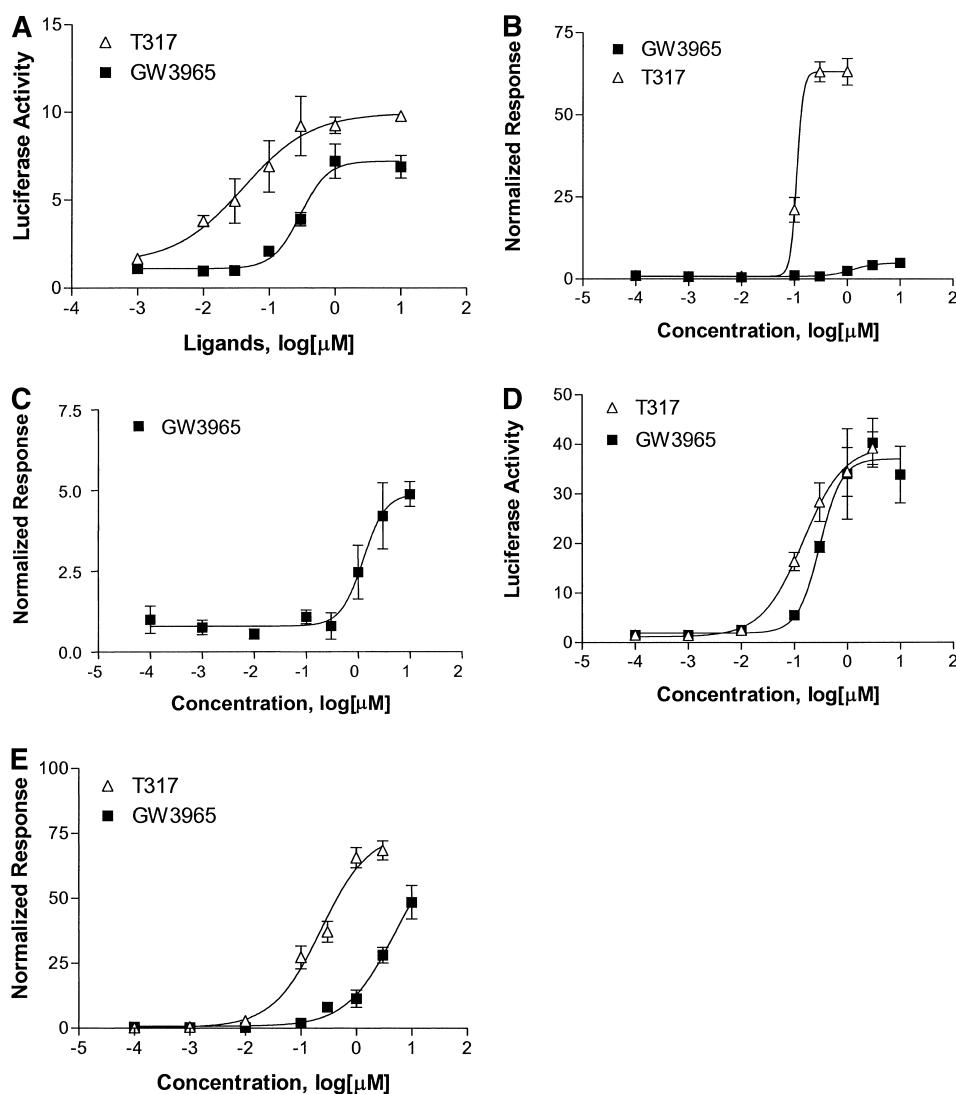 A
15
T317
GW3965
10
5
0
Luciferase Activity
-4 -3 -2 -1 0 1 2
Ligands, log[μM]
B
75
GW3965
T317
50
25
0
Normalized Response
-5 -4 -3 -2 -1 0 1 2
Concentration, log[μM]
C
7.5
GW3965
5.0
2.5
0.0
Normalized Response
-5 -4 -3 -2 -1 0 1 2
Concentration, log[μM]
D
50
T317
GW3965
40
30
20
10
0
Luciferase Activity
-5 -4 -3 -2 -1 0 1 2
Concentration, log[μM]
E
100
T317
GW3965
75
50
25
0
Normalized Response
-5 -4 -3 -2 -1 0 1 2
Concentration, log[μM]